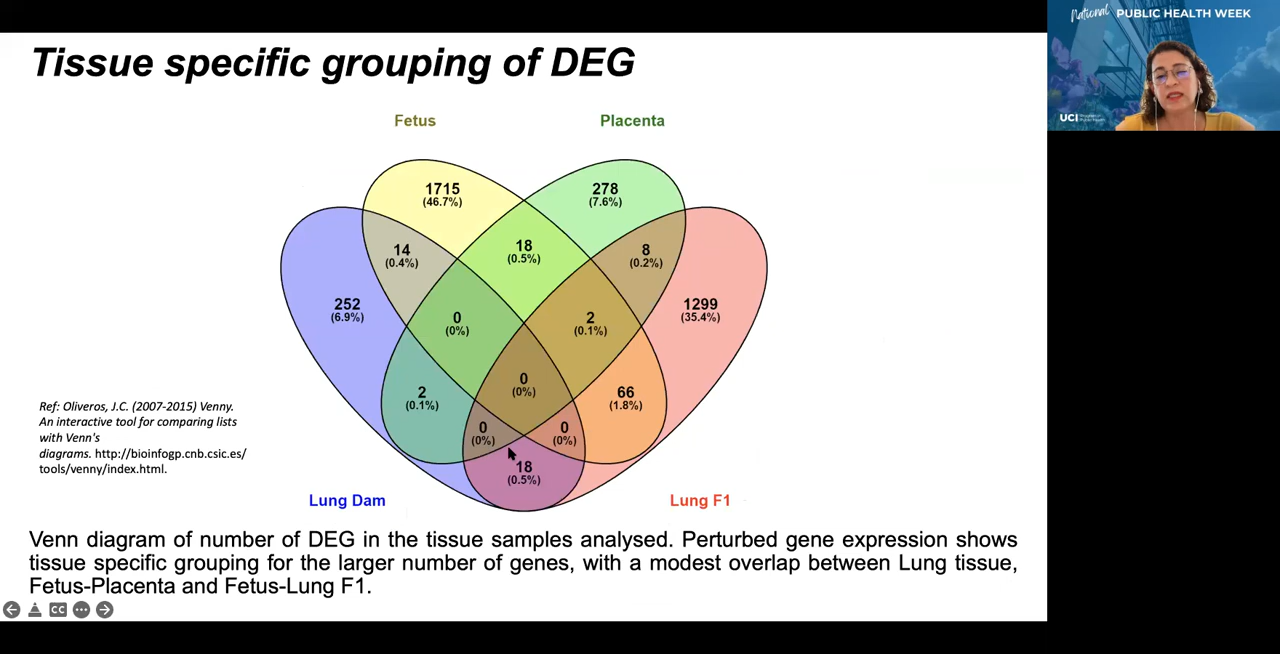 Tissue specific grouping of DEG
National PUBLIC HEALTH WEEK
UCI
Fetus
Placenta
1715
(46.7%)
278
(7.6%)
14
(0.4%)
18
(0.5%)
8
(0.2%)
252
(6.9%)
0
(0%)
2
(0.1%)
1299
(35.4%)
2
(0.1%)
0
(0%)
66
(1.8%)
0
(0%)
0
(0%)
18
(0.5%)
Ref: Oliveros, J.C. (2007-2015) Venny.
An interactive tool for comparing lists
with Venn's
diagrams. http://bioinfogp.cnb.csic.es/
tools/venny/index.html.
Lung Dam
Lung F1
Venn diagram of number of DEG in the tissue samples analysed. Perturbed gene expression shows
tissue specific grouping for the larger number of genes, with a modest overlap between Lung tissue,
Fetus-Placenta and Fetus-Lung F1.
CC